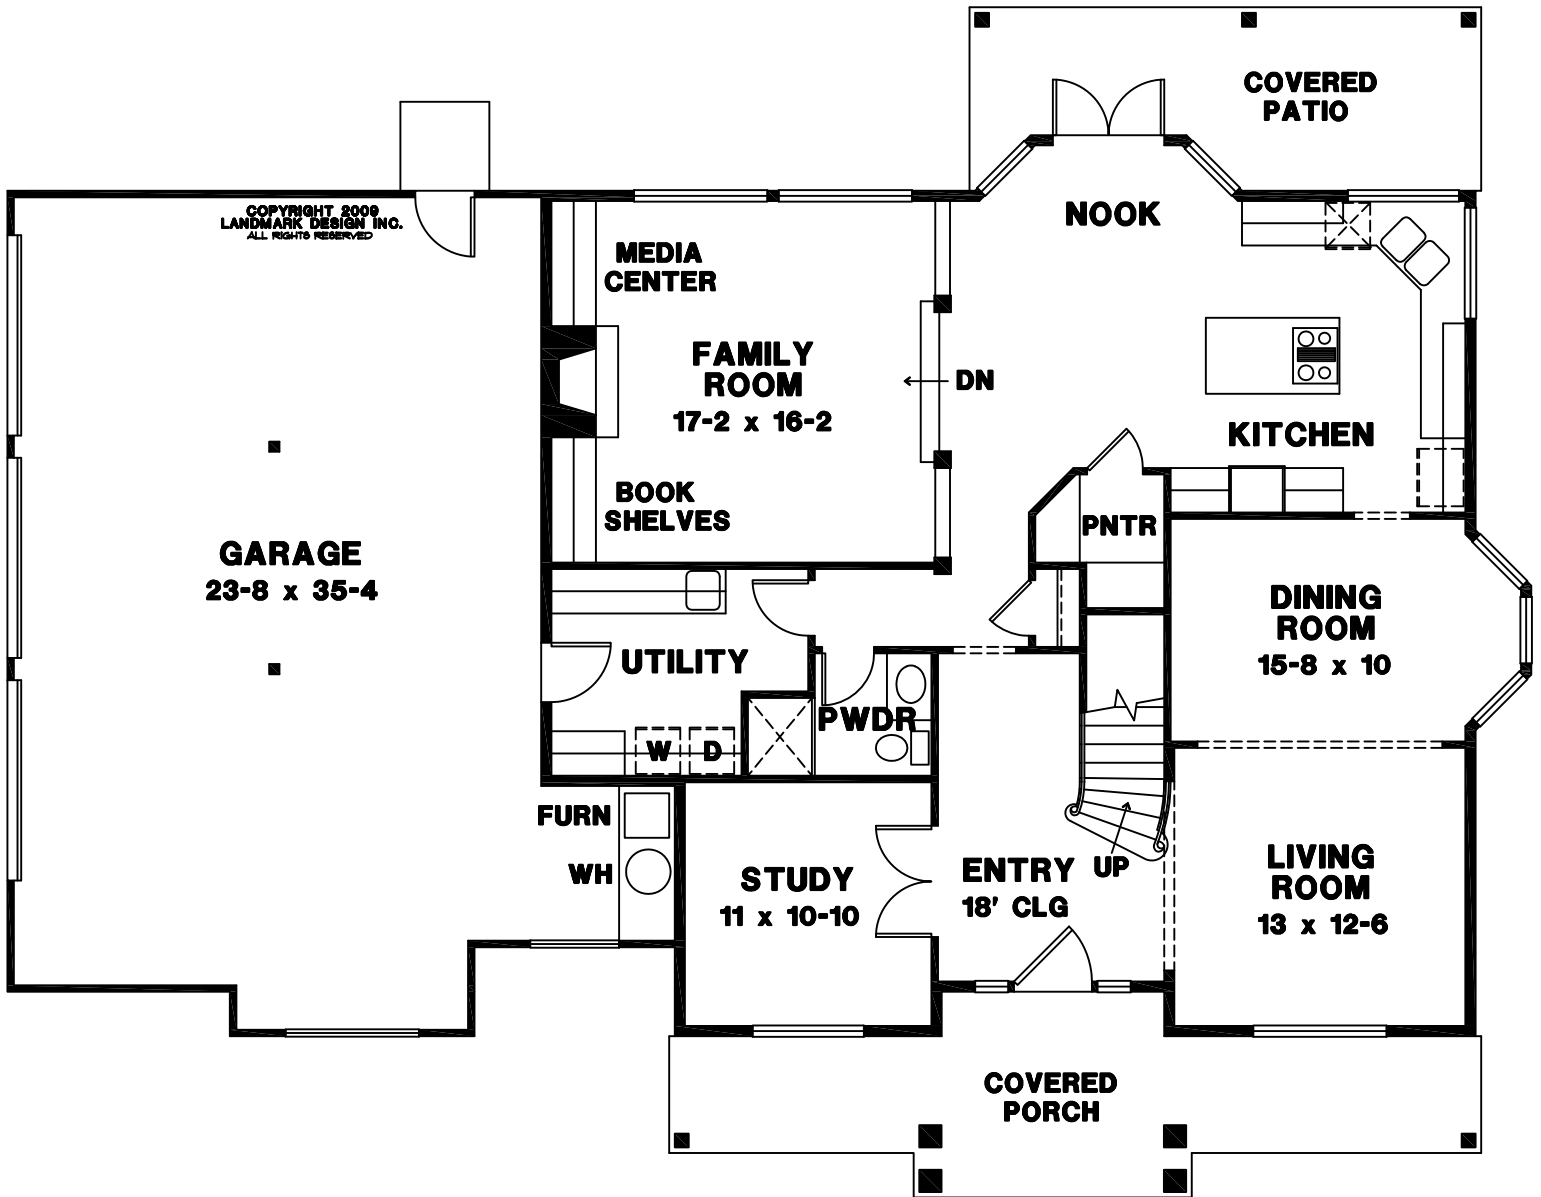 COVERED
PATIO
COPYRIGHT 2009
LANDMARK DESIGN INC.
ALL RIGHTS RESERVED
NOOK
MEDIA
CENTER
FAMILY
ROOM
17-2 x 16-2
DN
KITCHEN
BOOK
SHELVES
PNTR
GARAGE
23-8 x 35-4
DINING
ROOM
15-8 x 10
UTILITY
PWDR
W
D
FURN
WH
STUDY
11 x 10-10
ENTRY
18' CLG
UP
LIVING
ROOM
13 x 12-6
COVERED
PORCH